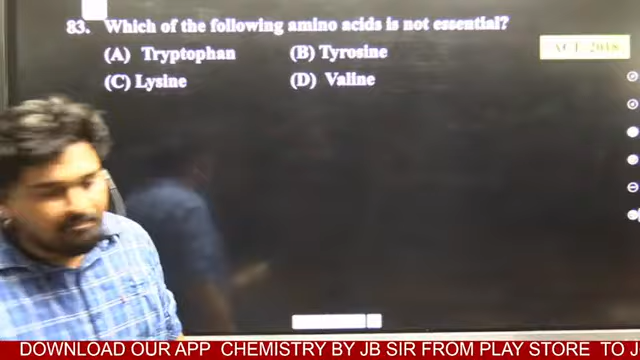 83. Which of the following amino acids is not essential?
(A) Tryptophan (B) Tyrosine
(C) Lysine (D) Valine
2018
DOWNLOAD OUR APP CHEMISTRY BY JB SIR FROM PLAY STORE TO J